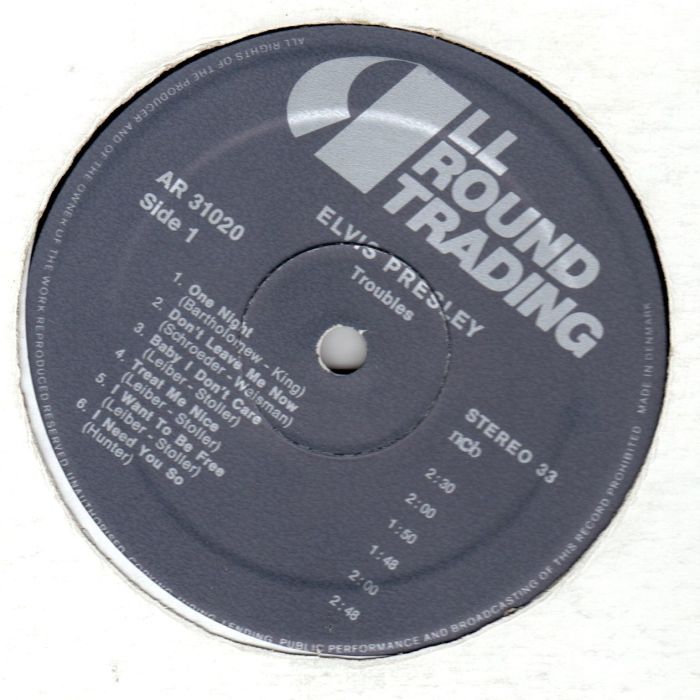 ALL
ROUND
TRADING
ELVIS PRESLEY
Troubles
AR 31020
Side 1
STEREO 33
ncb
1. One Night 2:30
(Bartholomew - King)
2. Don't Leave Me Now 2:00
(Schroeder - Weisman)
3. Baby I Don't Care 1:50
(Leiber - Stoller)
4. Treat Me Nice 1:48
(Leiber - Stoller)
5. I Want To Be Free 2:00
(Leiber - Stoller)
6. I Need You So 2:48
(Hunter)
ALL RIGHTS OF THE PRODUCER AND OF THE OWNER OF THE WORK REPRODUCED RESERVED. UNAUTHORISED LENDING, PUBLIC PERFORMANCE AND BROADCASTING OF THIS RECORD PROHIBITED
MADE IN DENMARK